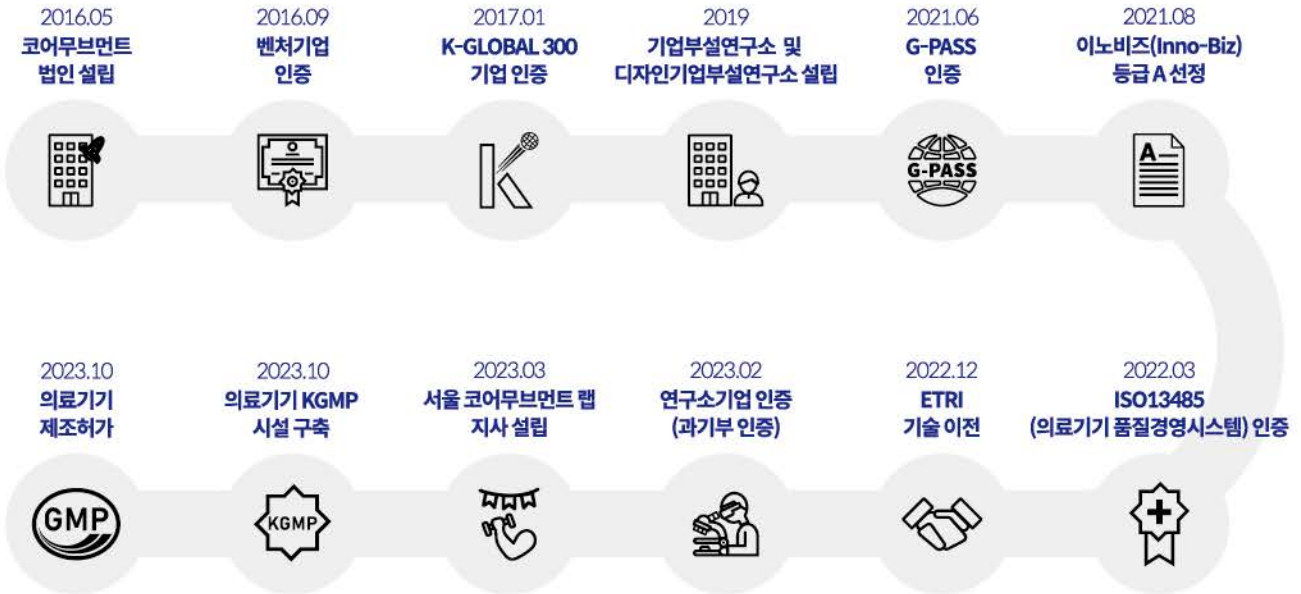 2016.05
코어무브먼트
법인 설립
2016.09
벤처기업
인증
2017.01
K-GLOBAL 300
기업 인증
2019
기업부설연구소 및
디자인기업부설연구소 설립
2021.06
G-PASS
인증
2021.08
이노비즈(Inno-Biz)
등급 A 선정
G-PASS
A
2022.03
ISO13485
(의료기기 품질경영시스템) 인증
2022.12
ETRI
기술 이전
2023.02
연구소기업 인증
(과기부 인증)
2023.03
서울 코어무브먼트 랩
지사 설립
2023.10
의료기기 KGMP
시설 구축
2023.10
의료기기
제조허가
KGMP
GMP